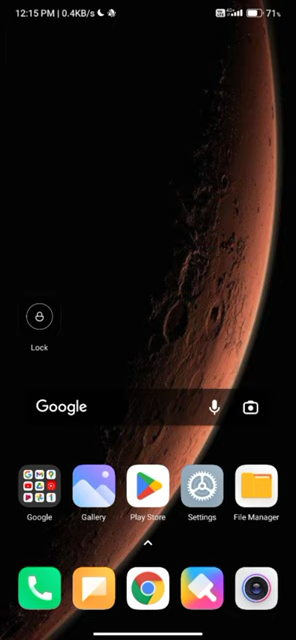 12:15 PM | 0.4KB/s 71%
Lock
Google
Google
Gallery
Play Store
Settings
File Manager